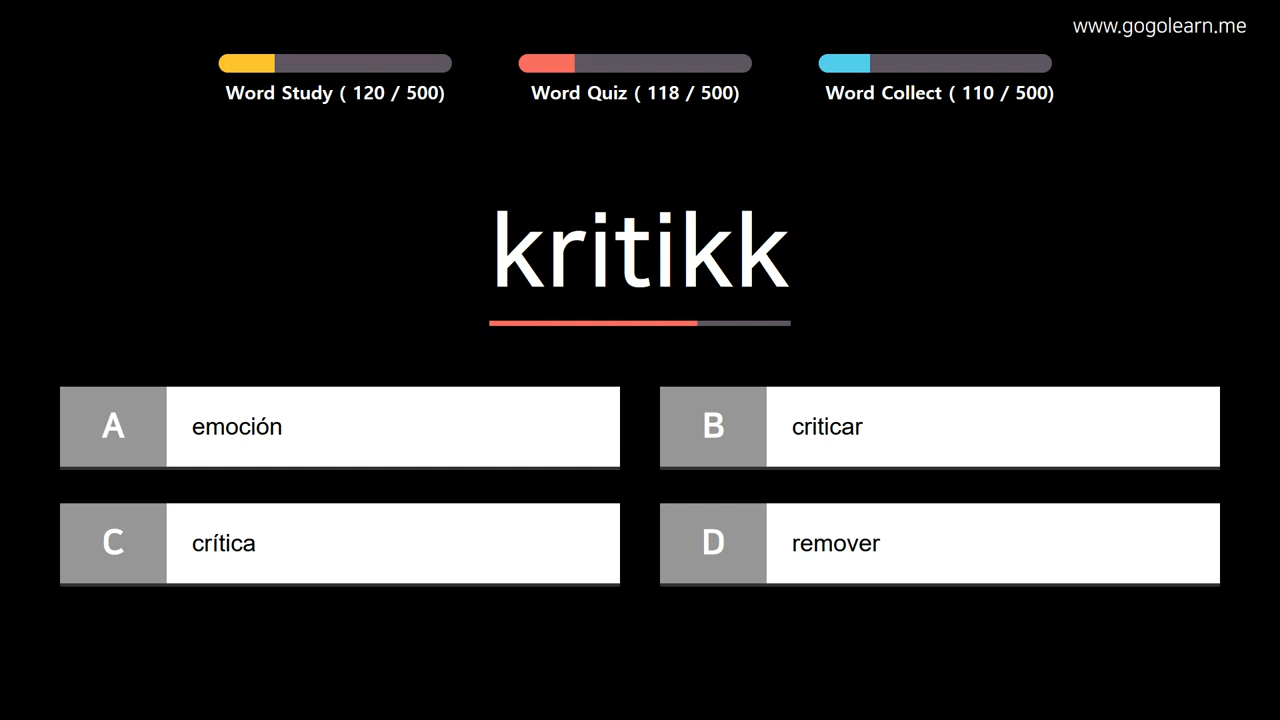 www.gogolearn.me
Word Study ( 120 / 500)
Word Quiz ( 118 / 500)
Word Collect ( 110 / 500)
kritikk
A emoción
B criticar
C crítica
D remover